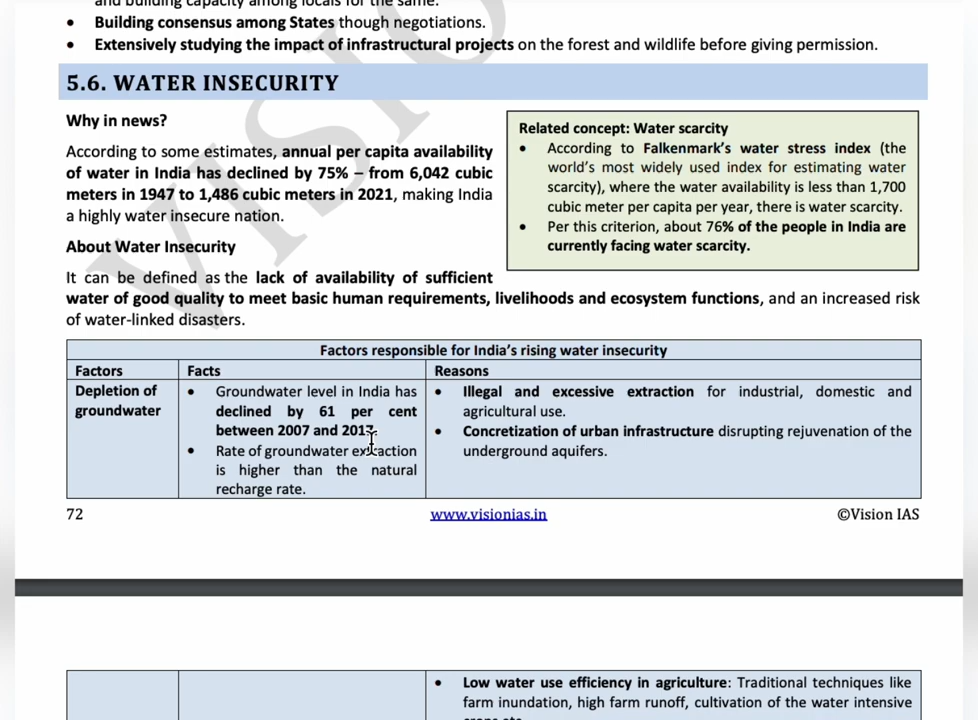 and building capacity among locals for the same.
• Building consensus among States though negotiations.
• Extensively studying the impact of infrastructural projects on the forest and wildlife before giving permission.
5.6. WATER INSECURITY
Why in news?
According to some estimates, annual per capita availability
of water in India has declined by 75% – from 6,042 cubic
meters in 1947 to 1,486 cubic meters in 2021, making India
a highly water insecure nation.
Related concept: Water scarcity
• According to Falkenmark's water stress index (the
world's most widely used index for estimating water
scarcity), where the water availability is less than 1,700
cubic meter per capita per year, there is water scarcity.
• Per this criterion, about 76% of the people in India are
currently facing water scarcity.
About Water Insecurity
It can be defined as the lack of availability of sufficient
water of good quality to meet basic human requirements, livelihoods and ecosystem functions, and an increased risk
of water-linked disasters.
Factors responsible for India's rising water insecurity
Factors Facts Reasons
Depletion of
groundwater
• Groundwater level in India has
declined by 61 per cent
between 2007 and
• Rate of groundwater extraction
is higher than the natural
recharge rate.
• Illegal and excessive extraction for industrial, domestic and
agricultural use.
• Concretization of urban infrastructure disrupting rejuvenation of the
underground aquifers.
72 www.visionias.in ©Vision IAS
• Low water use efficiency in agriculture: Traditional techniques like
farm inundation, high farm runoff, cultivation of the water intensive
VISIO